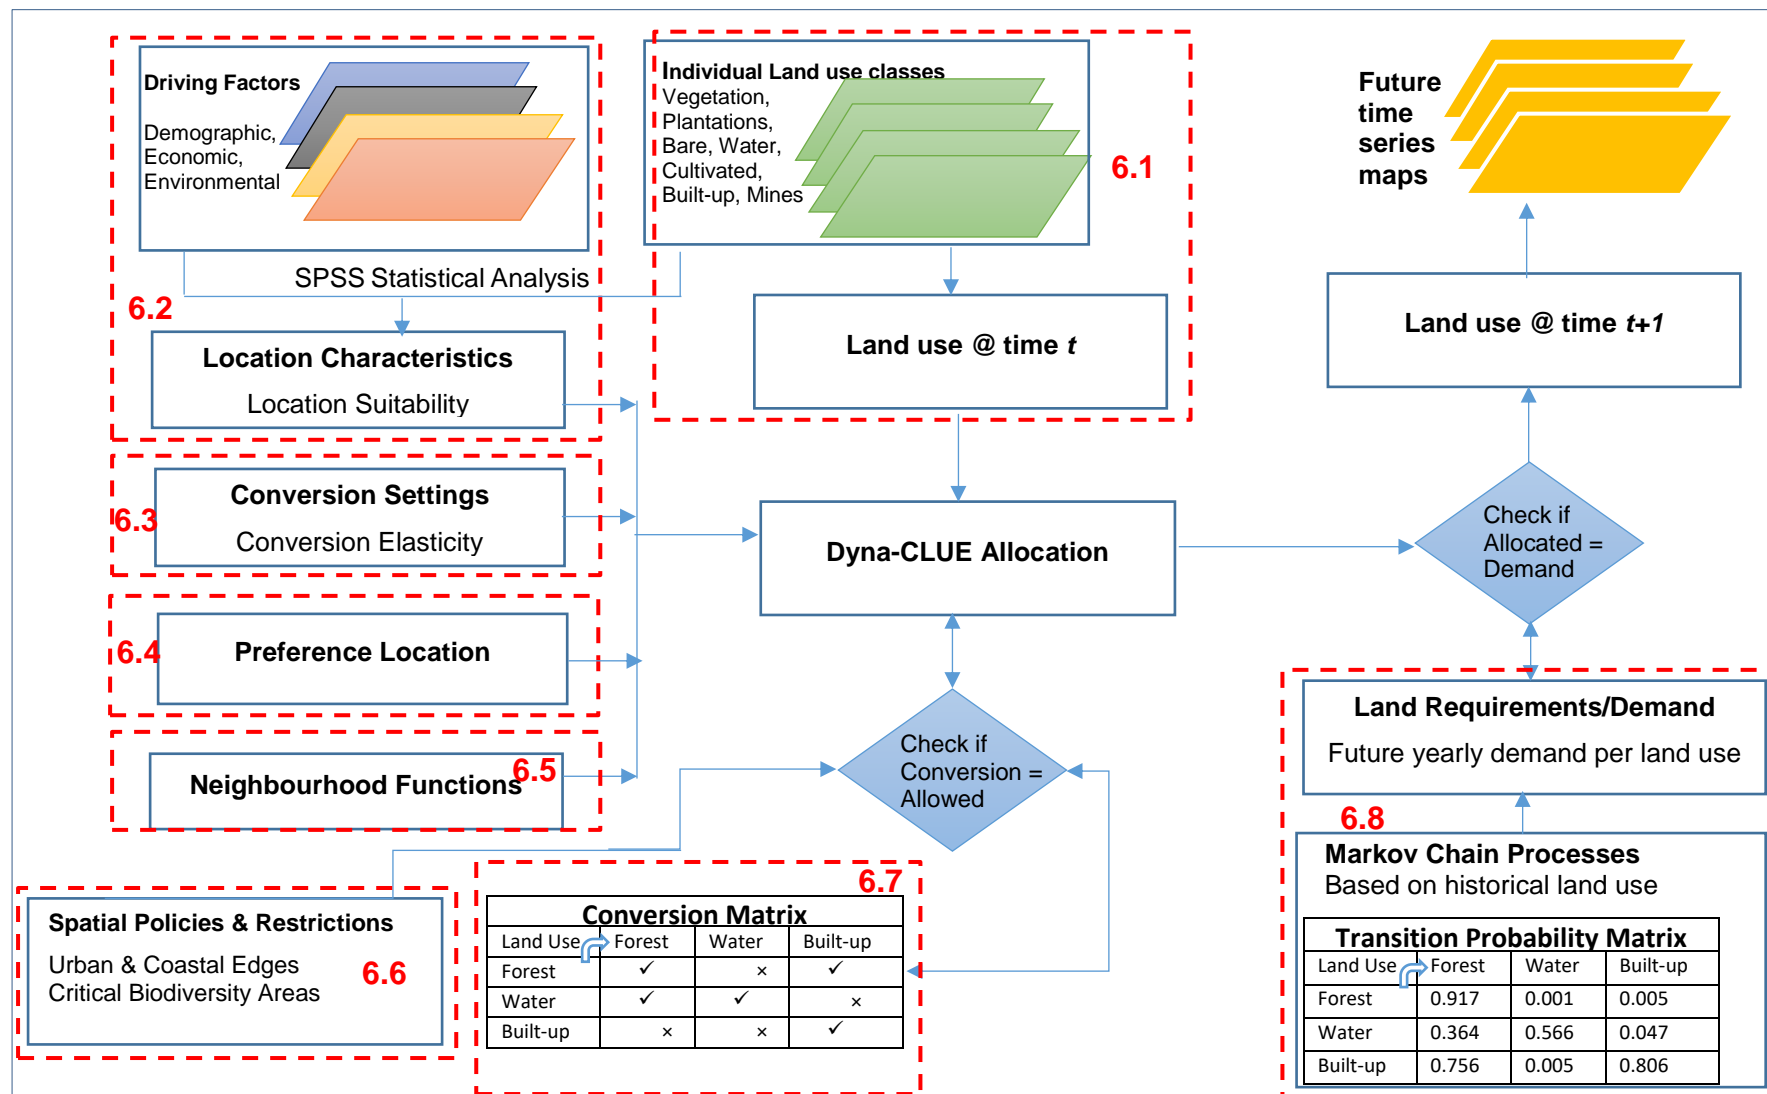 Driving Factors
Demographic,
Economic,
Environmental
Individual Land use classes
Vegetation,
Plantations,
Bare, Water,
Cultivated,
Built-up, Mines
6.1
Future
time
series
maps
SPSS Statistical Analysis
6.2
Location Characteristics
Location Suitability
Land use @ time t
Land use @ time t+1
6.3
Conversion Settings
Conversion Elasticity
Dyna-CLUE Allocation
Check if
Allocated =
Demand
6.4
Preference Location
Neighbourhood Functions
6.5
Check if
Conversion =
Allowed
Land Requirements/Demand
Future yearly demand per land use
6.8
Spatial Policies & Restrictions
Urban & Coastal Edges
Critical Biodiversity Areas
6.6
6.7
Conversion Matrix
Land Use Forest Water Built-up
Forest ✓ × ✓
Water ✓ ✓ ×
Built-up × × ✓
Markov Chain Processes
Based on historical land use
Transition Probability Matrix
Land Use Forest Water Built-up
Forest 0.917 0.001 0.005
Water 0.364 0.566 0.047
Built-up 0.756 0.005 0.806